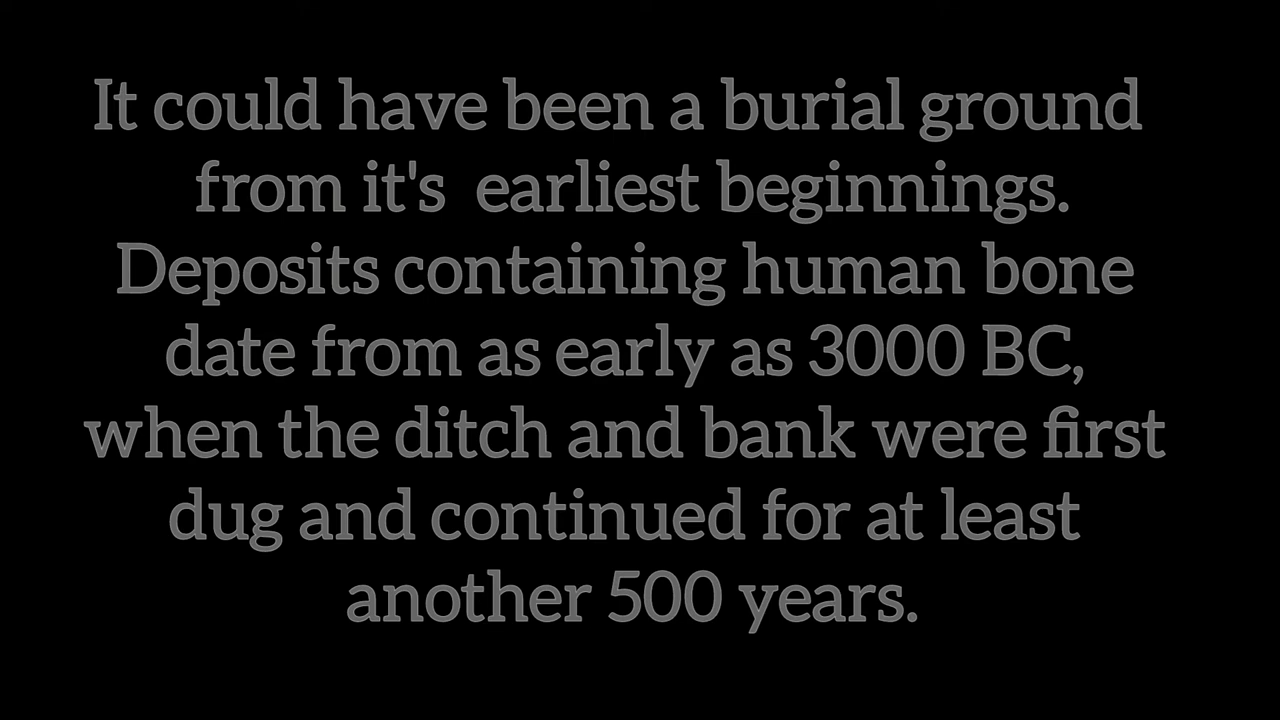 It could have been a burial ground
from it's  earliest beginnings.
Deposits containing human bone
date from as early as 3000 BC,
when the ditch and bank were first
dug and continued for at least
another 500 years.